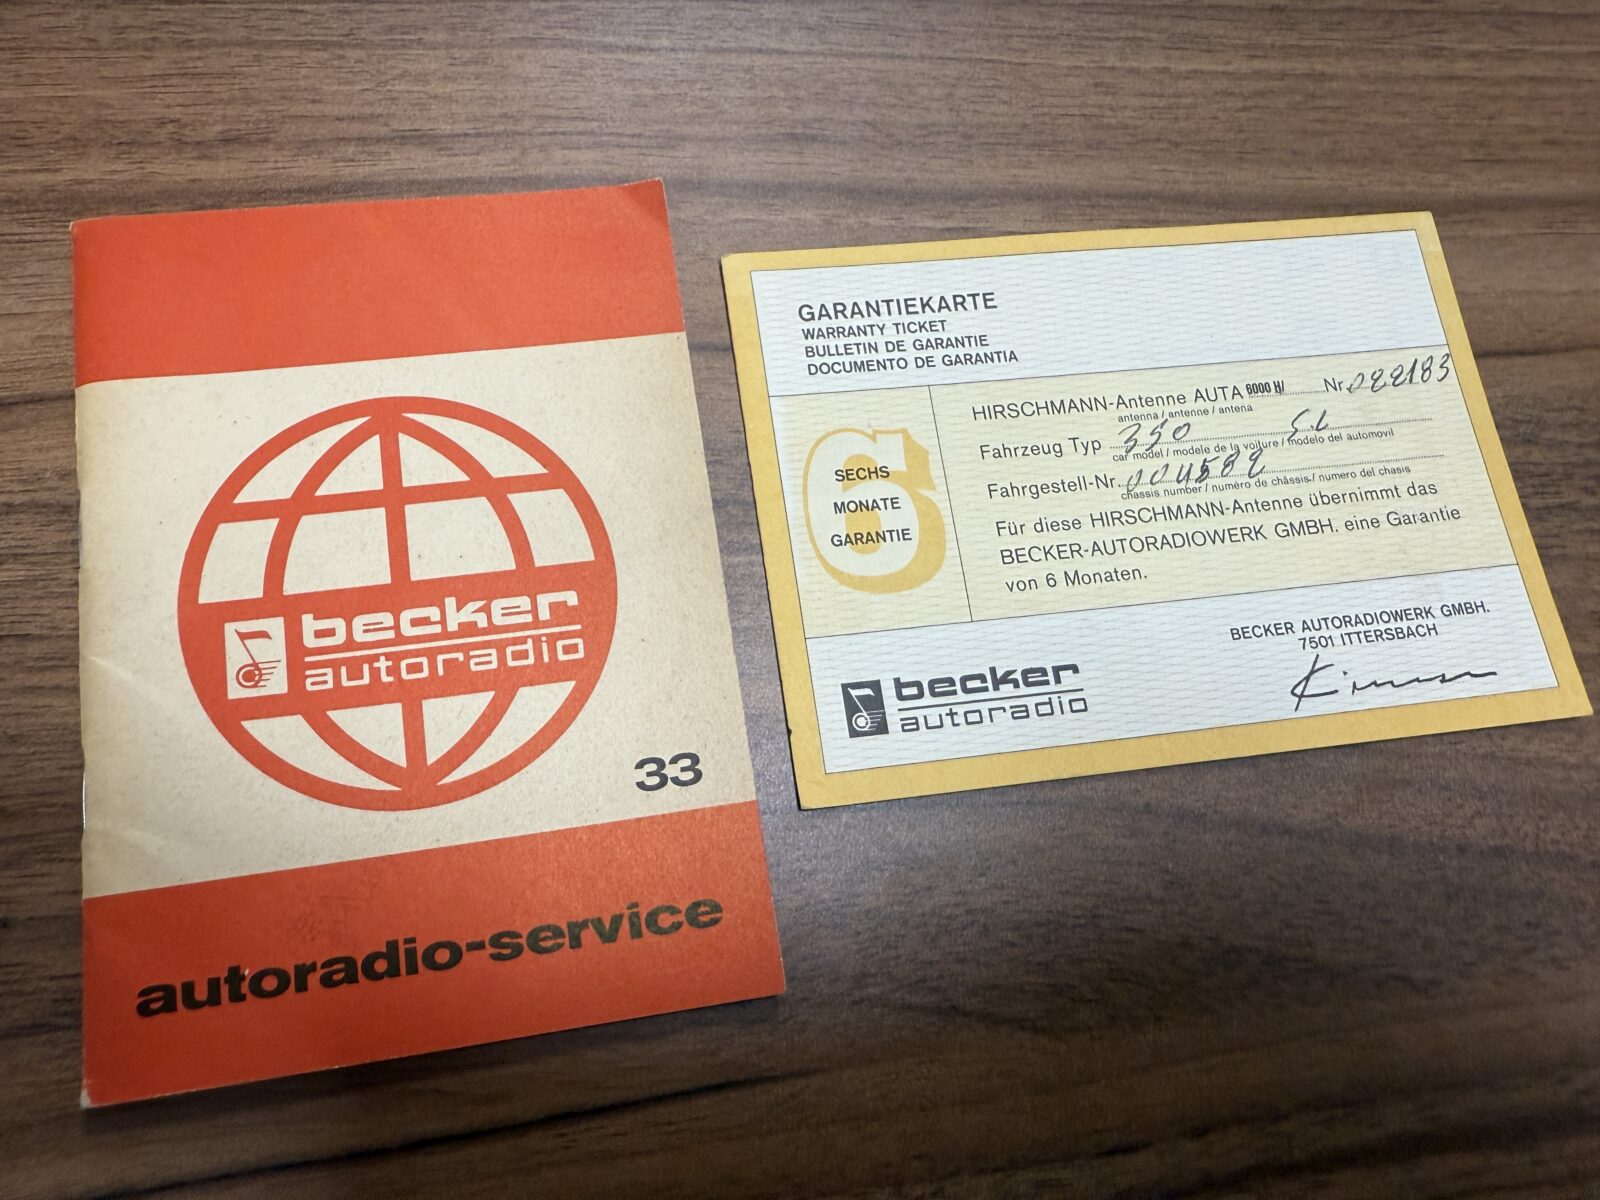 becker
autoradio
33
autoradio-service
GARANTIEKARTE
WARRANTY TICKET
BULLETIN DE GARANTIE
DOCUMENTO DE GARANTIA
SECHS
MONATE
GARANTIE
6
HIRSCHMANN-Antenne AUTA 6000 H/ Nr. 022183
antenna / antenne / antena
Fahrzeug Typ 350 SL
car model / modele de la voiture / modelo del automovil
Fahrgestell-Nr. 004582
chassis number / numéro de châssis / numero del chasis
Für diese HIRSCHMANN-Antenne übernimmt das
BECKER-AUTORADIOWERK GMBH. eine Garantie
von 6 Monaten.
BECKER AUTORADIOWERK GMBH.
7501 ITTERSBACH
becker
autoradio